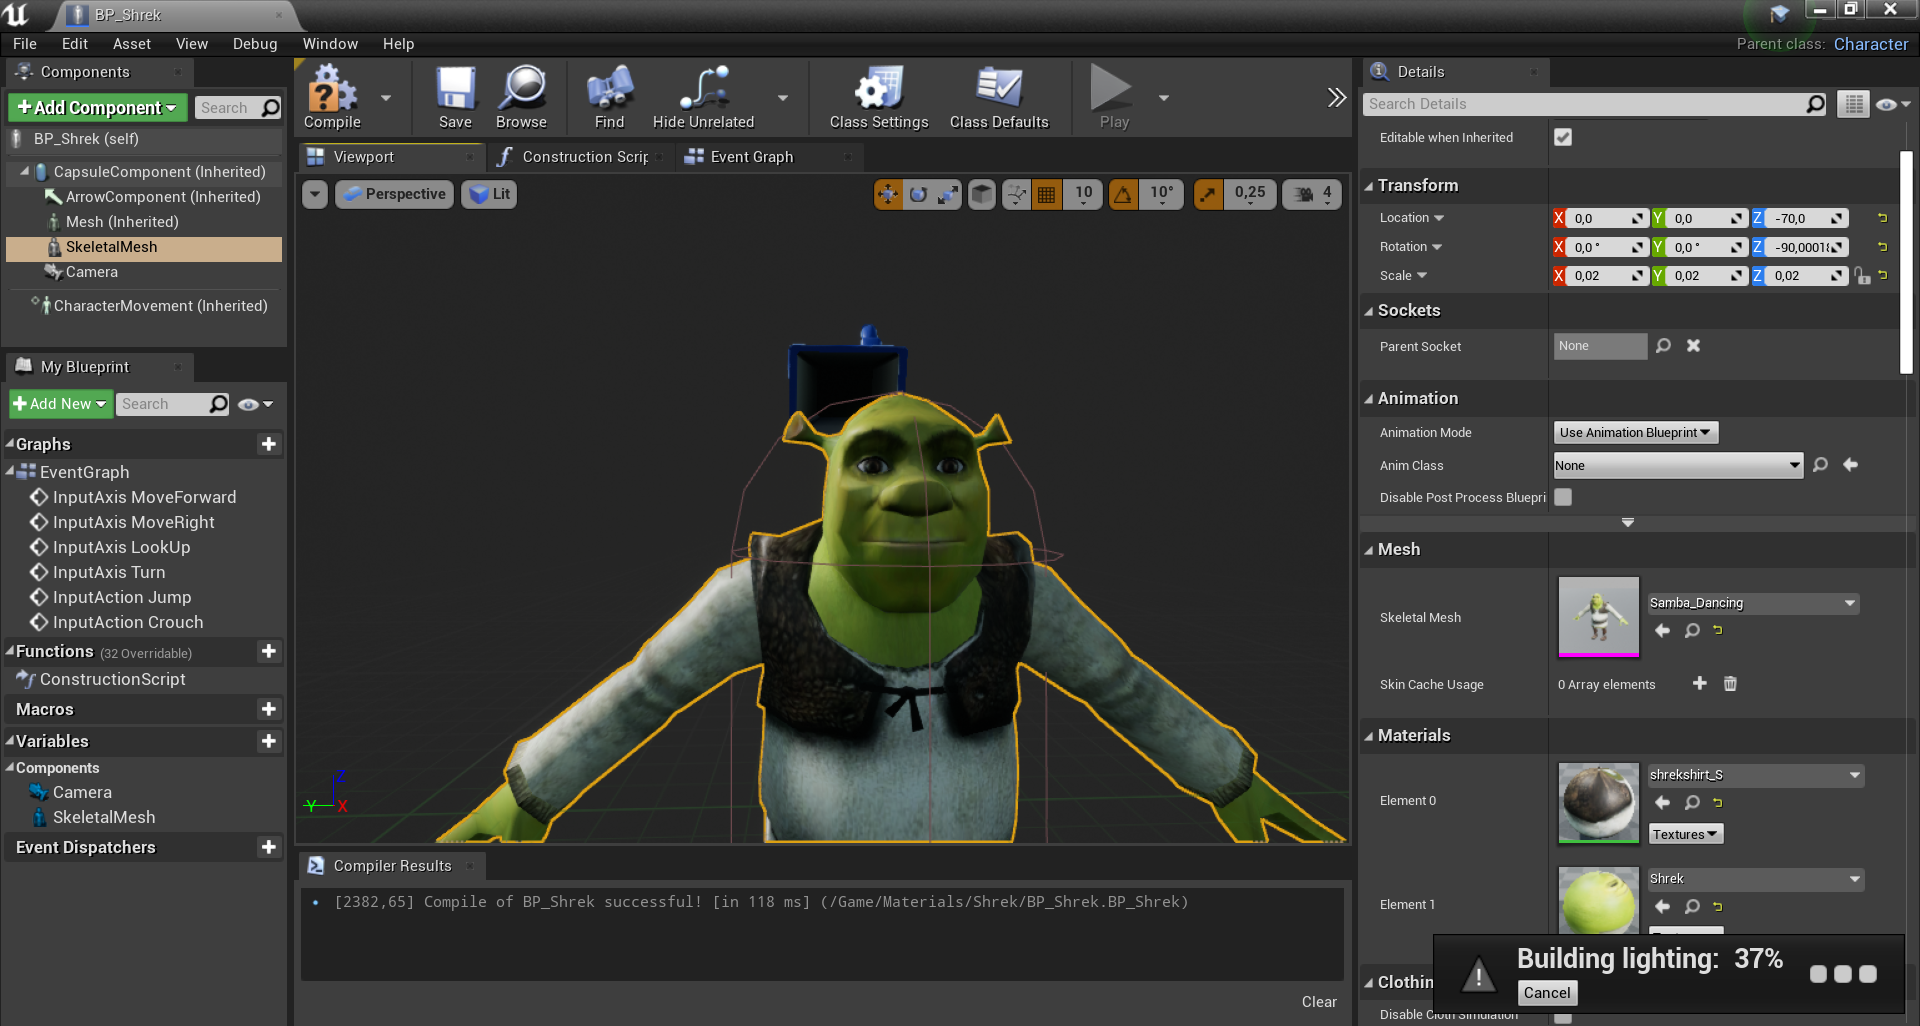 BP_Shrek
File Edit Asset View Debug Window Help
Parent class: Character
Components
Add Component
Search
BP_Shrek (self)
CapsuleComponent (Inherited)
ArrowComponent (Inherited)
Mesh (Inherited)
SkeletalMesh
Camera
CharacterMovement (Inherited)
My Blueprint
Add New
Search
Graphs
EventGraph
InputAxis MoveForward
InputAxis MoveRight
InputAxis LookUp
InputAxis Turn
InputAction Jump
InputAction Crouch
Functions (32 Overridable)
ConstructionScript
Macros
Variables
Components
Camera
SkeletalMesh
Event Dispatchers
Compile Save Browse Find Hide Unrelated Class Settings Class Defaults Play
Viewport Construction Scrip Event Graph
Perspective Lit 10 10° 0,25 4
Z
Y X
Compiler Results
[2382,65] Compile of BP_Shrek successful! [in 118 ms] (/Game/Materials/Shrek/BP_Shrek.BP_Shrek)
Clear
Details
Search Details
Editable when Inherited
Transform
Location X 0,0 Y 0,0 Z -70,0
Rotation X 0,0 ° Y 0,0 ° Z -90,0001
Scale X 0,02 Y 0,02 Z 0,02
Sockets
Parent Socket None
Animation
Animation Mode Use Animation Blueprint
Anim Class None
Disable Post Process Bluepri
Mesh
Skeletal Mesh Samba_Dancing
Skin Cache Usage 0 Array elements
Materials
Element 0 shrekshirt_S
Textures
Element 1 Shrek
Clothin
Disable Cloth Simulation
Building lighting: 37%
Cancel